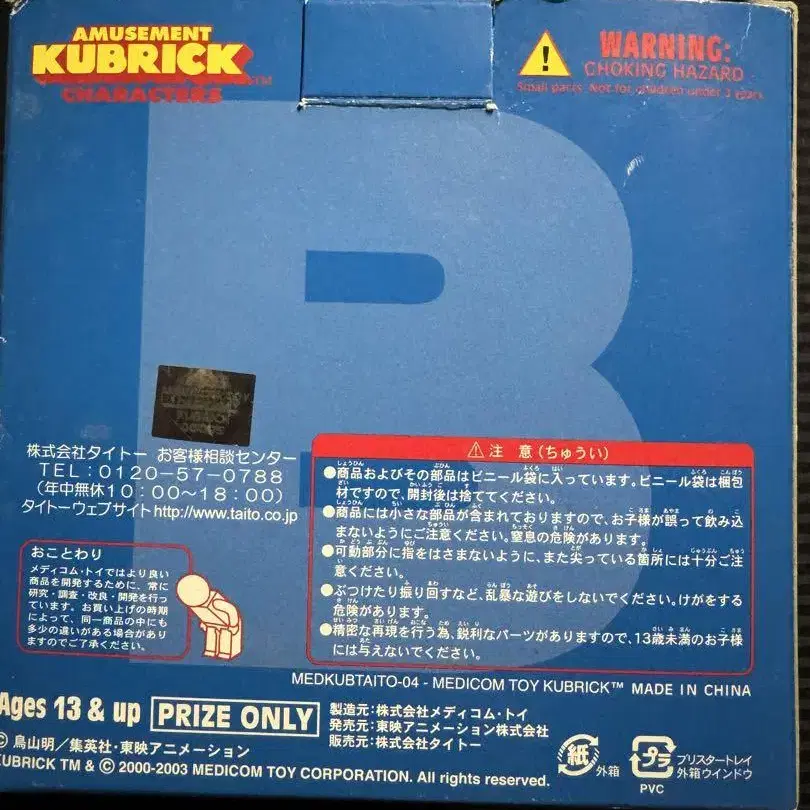 AMUSEMENT
KUBRICK TM
CHARACTERS
WARNING:
CHOKING HAZARD
Small parts. Not for children under 3 years.
株式会社タイトー お客様相談センター
TEL:0120-57-0788
(年中無休10:00~18:00)
タイトーウェブサイトhttp://www.taito.co.jp
おことわり
メディコム・トイではより良い
商品を開発するために、常に
研究・調査・改良・開発を行っ
ています。お買い上げの時期
によって、同一商品の中にも
多少の違いがある場合があり
ますのでご了承ください。
⚠注 意(ちゅうい)
●商品およびその部品はビニール袋に入っています。ビニール袋は梱包
材ですので、開封後は捨ててください。
●商品には小さな部品が含まれておりますので、お子様が誤って飲み込
まないようにご注意ください。窒息の危険があります。
●可動部分に指をはさまないように、また尖っている箇所には十分ご注
意ください。
●ぶつけたり振り回すなど、乱暴な遊びをしないでください。けがをする
危険があります。
●精密な再現を行う為、鋭利なパーツがありますので、13歳未満のお子様
には与えないでください。
MEDKUBTAITO-04 - MEDICOM TOY KUBRICK™ MADE IN CHINA
Ages 13 & up PRIZE ONLY
製造元:株式会社メディコム・トイ
発売元:東映アニメーション株式会社
販売元:株式会社タイトー
© 鳥山明/集英社・東映アニメーション
KUBRICK TM & © 2000-2003 MEDICOM TOY CORPORATION. All rights reserved.
紙 外箱
プラ ブリスタートレイ
外箱ウインドウ
PVC